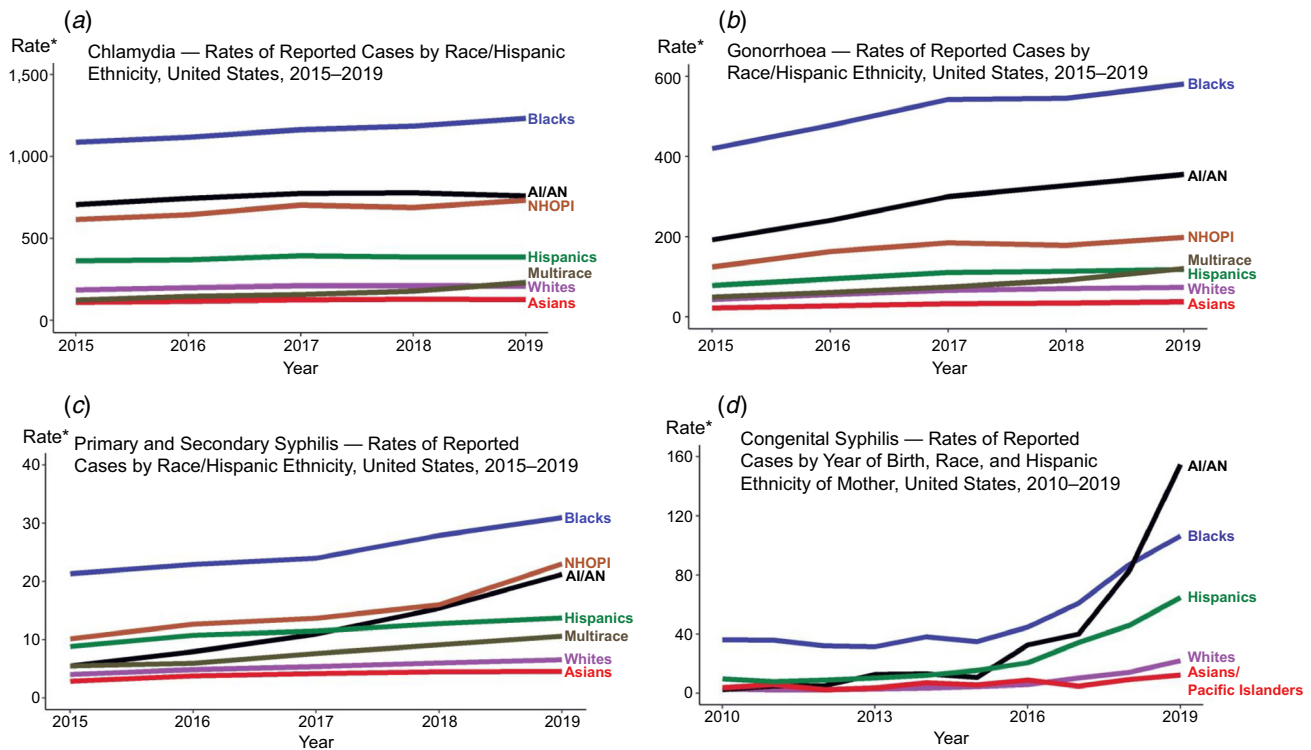 (a)
Rate*
Chlamydia — Rates of Reported Cases by Race/Hispanic
Ethnicity, United States, 2015–2019
1,500
1,000
500
0
Blacks
AI/AN
NHOPI
Hispanics
Multirace
Whites
Asians
2015 2016 2017 2018 2019
Year
(b)
Rate*
Gonorrhoea — Rates of Reported Cases by
Race/Hispanic Ethnicity, United States, 2015–2019
600
400
200
0
Blacks
AI/AN
NHOPI
Multirace
Hispanics
Whites
Asians
2015 2016 2017 2018 2019
Year
(c)
Rate*
Primary and Secondary Syphilis — Rates of Reported
Cases by Race/Hispanic Ethnicity, United States, 2015–2019
40
30
20
10
0
Blacks
NHOPI
AI/AN
Hispanics
Multirace
Whites
Asians
2015 2016 2017 2018 2019
Year
(d)
Rate*
Congenital Syphilis — Rates of Reported
Cases by Year of Birth, Race, and Hispanic
Ethnicity of Mother, United States, 2010–2019
160
120
80
40
0
AI/AN
Blacks
Hispanics
Whites
Asians/
Pacific Islanders
2010 2013 2016 2019
Year